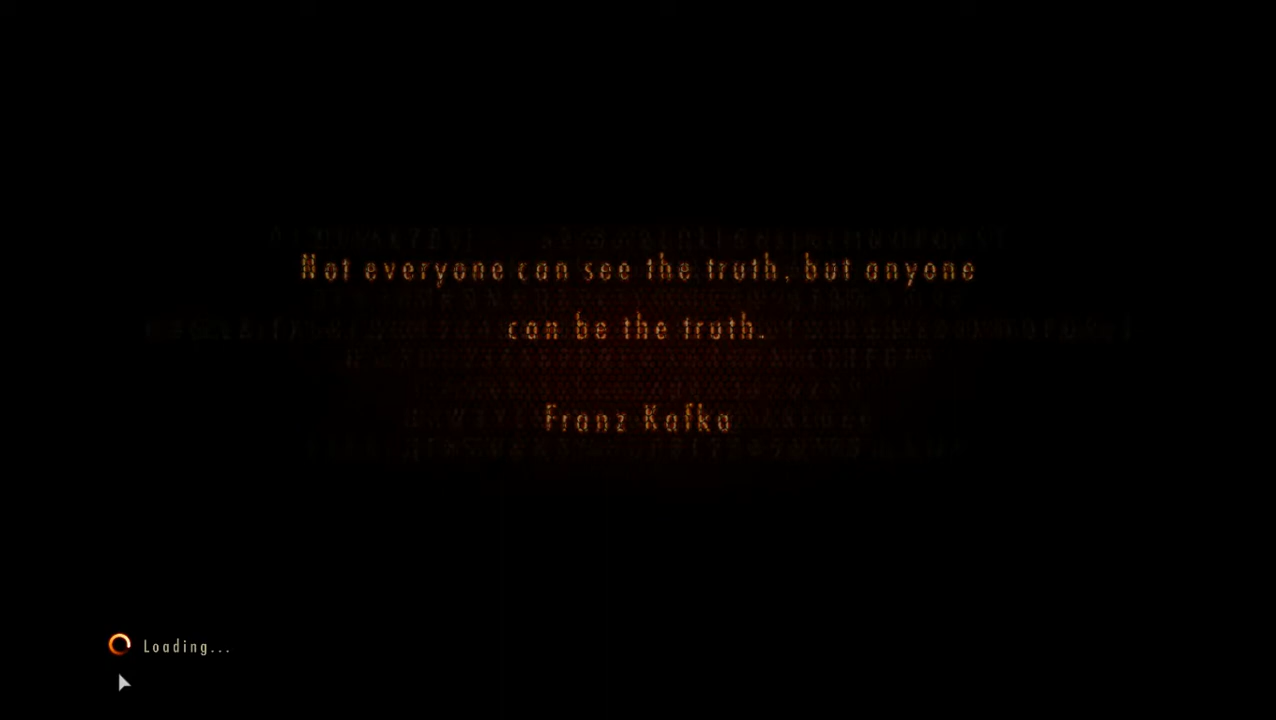 Not everyone can see the truth, but anyone
can be the truth.
Franz Kafka
Loading...